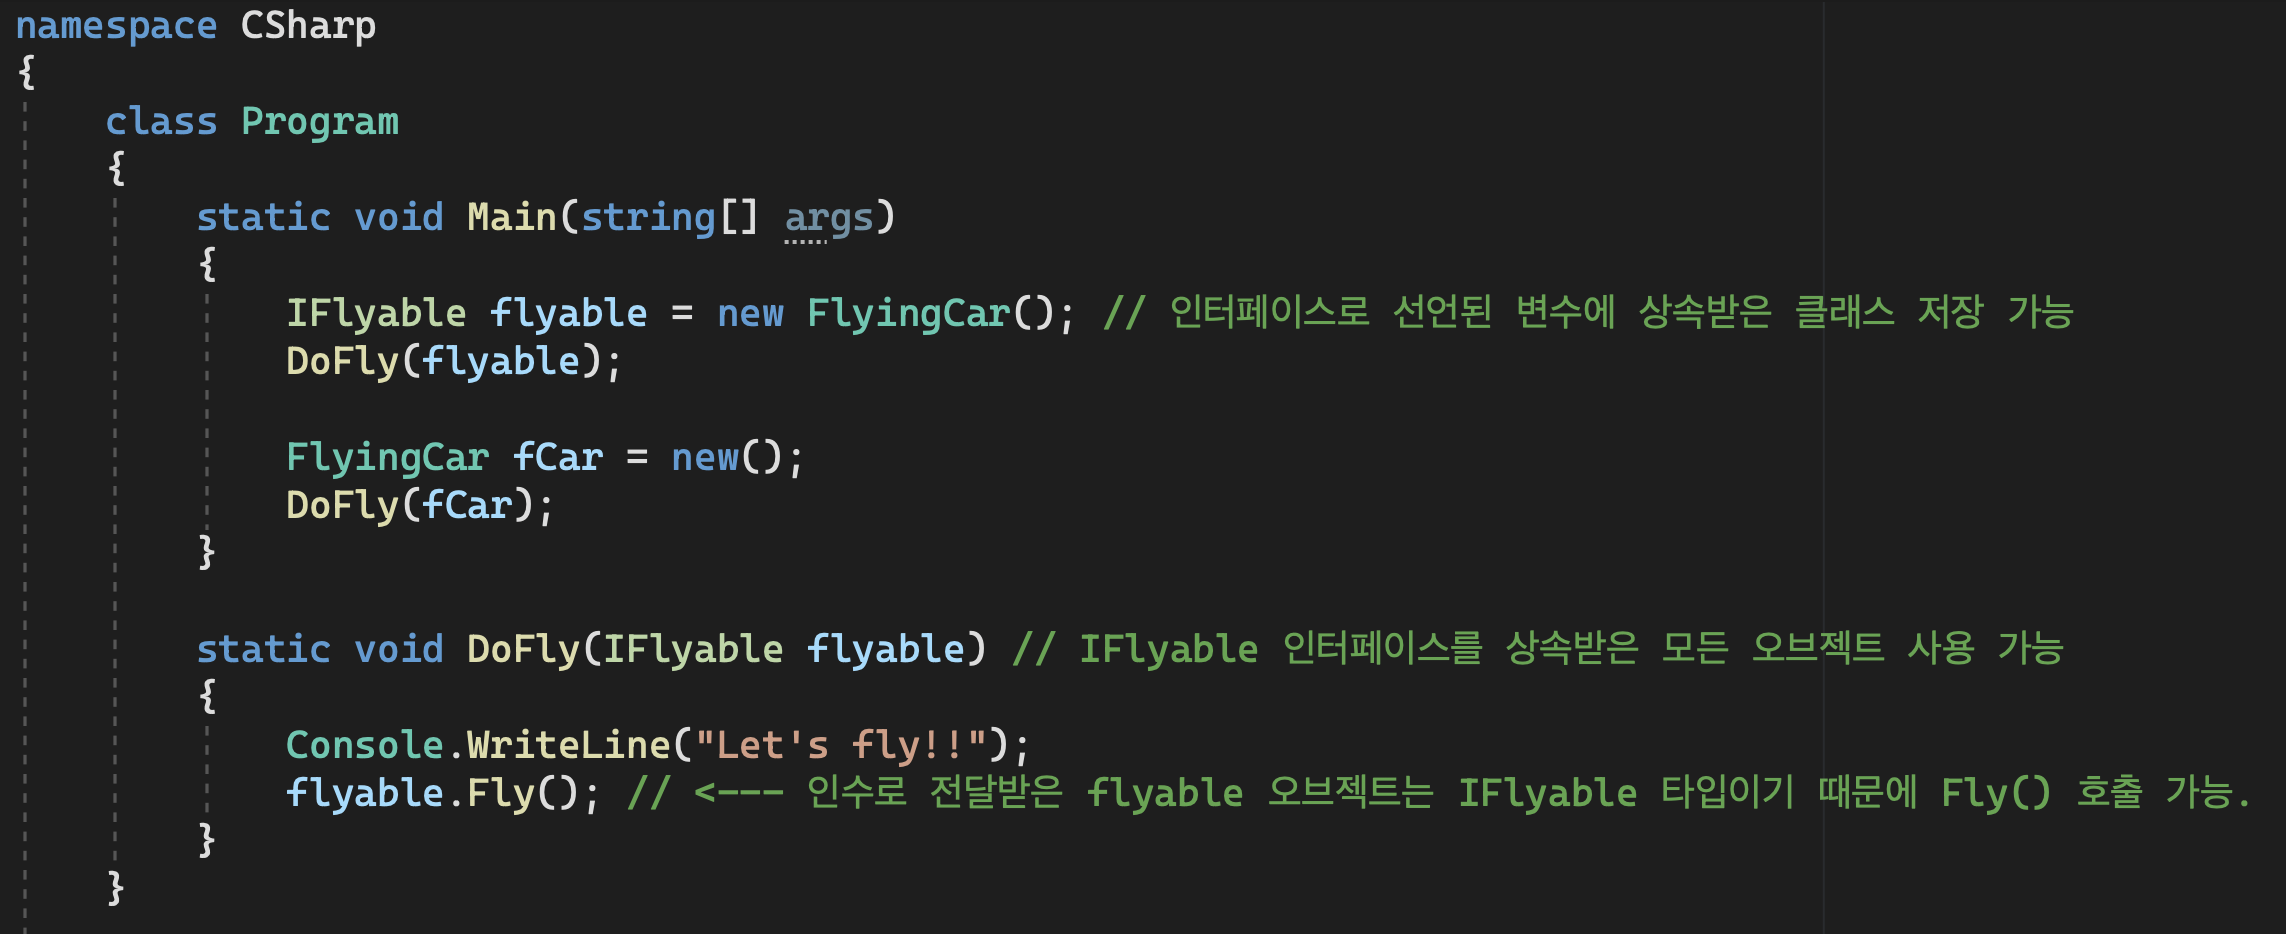 namespace CSharp
{
    class Program
    {
        static void Main(string[] args)
        {
            IFlyable flyable = new FlyingCar(); // 인터페이스로 선언된 변수에 상속받은 클래스 저장 가능
            DoFly(flyable);

            FlyingCar fCar = new();
            DoFly(fCar);
        }

        static void DoFly(IFlyable flyable) // IFlyable 인터페이스를 상속받은 모든 오브젝트 사용 가능
        {
            Console.WriteLine("Let's fly!!");
            flyable.Fly(); // <--- 인수로 전달받은 flyable 오브젝트는 IFlyable 타입이기 때문에 Fly() 호출 가능.
        }
    }